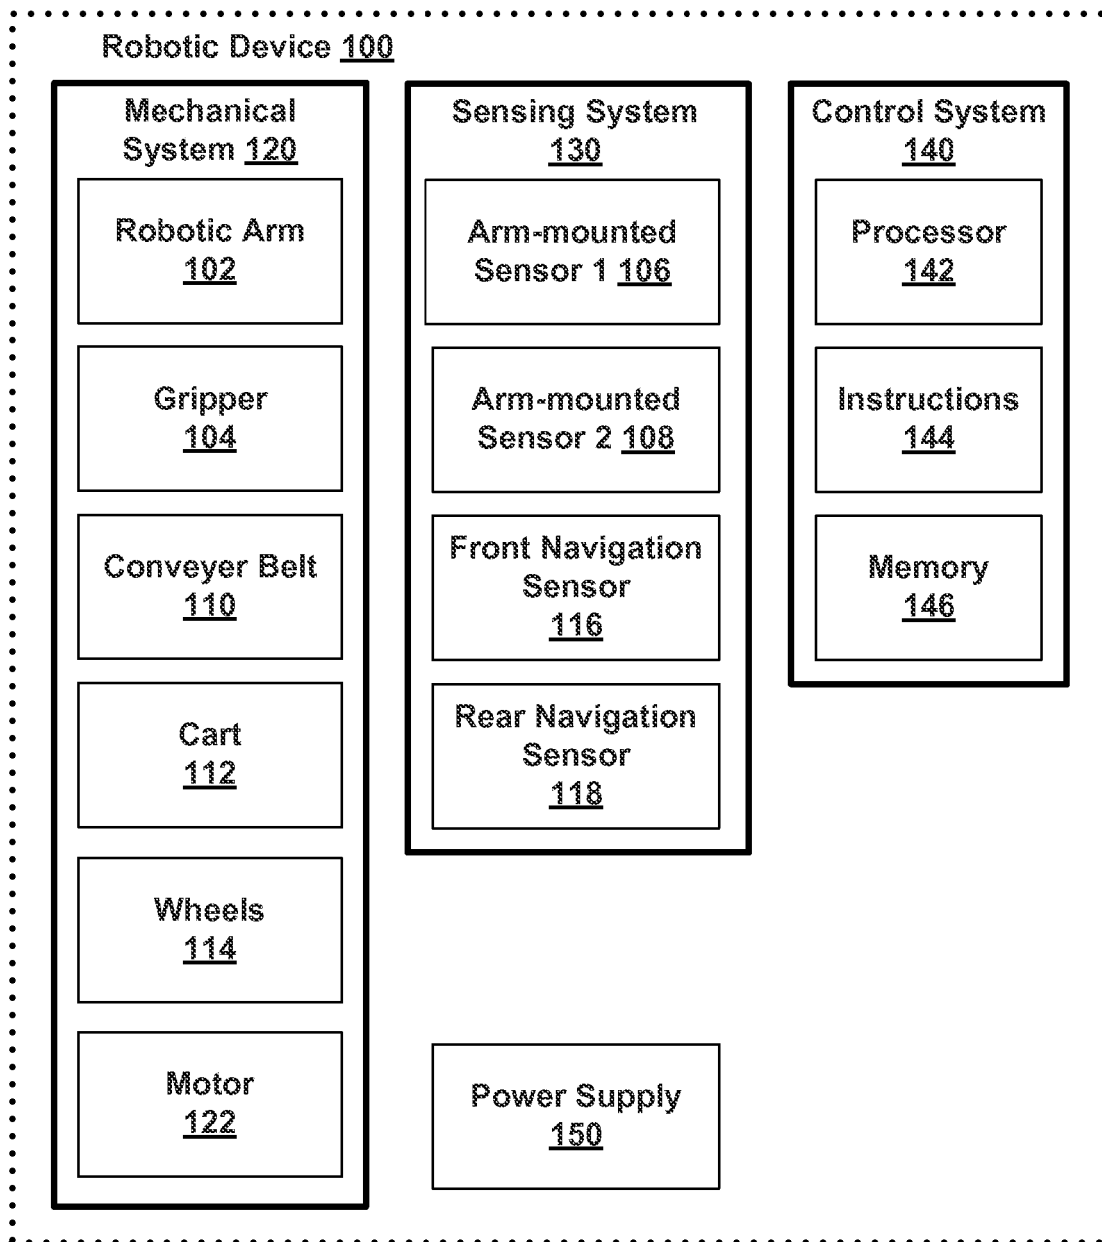 Robotic Device 100
Mechanical
System 120
Robotic Arm
102
Gripper
104
Conveyer Belt
110
Cart
112
Wheels
114
Motor
122
Sensing System
130
Arm-mounted
Sensor 1 106
Arm-mounted
Sensor 2 108
Front Navigation
Sensor
116
Rear Navigation
Sensor
118
Power Supply
150
Control System
140
Processor
142
Instructions
144
Memory
146